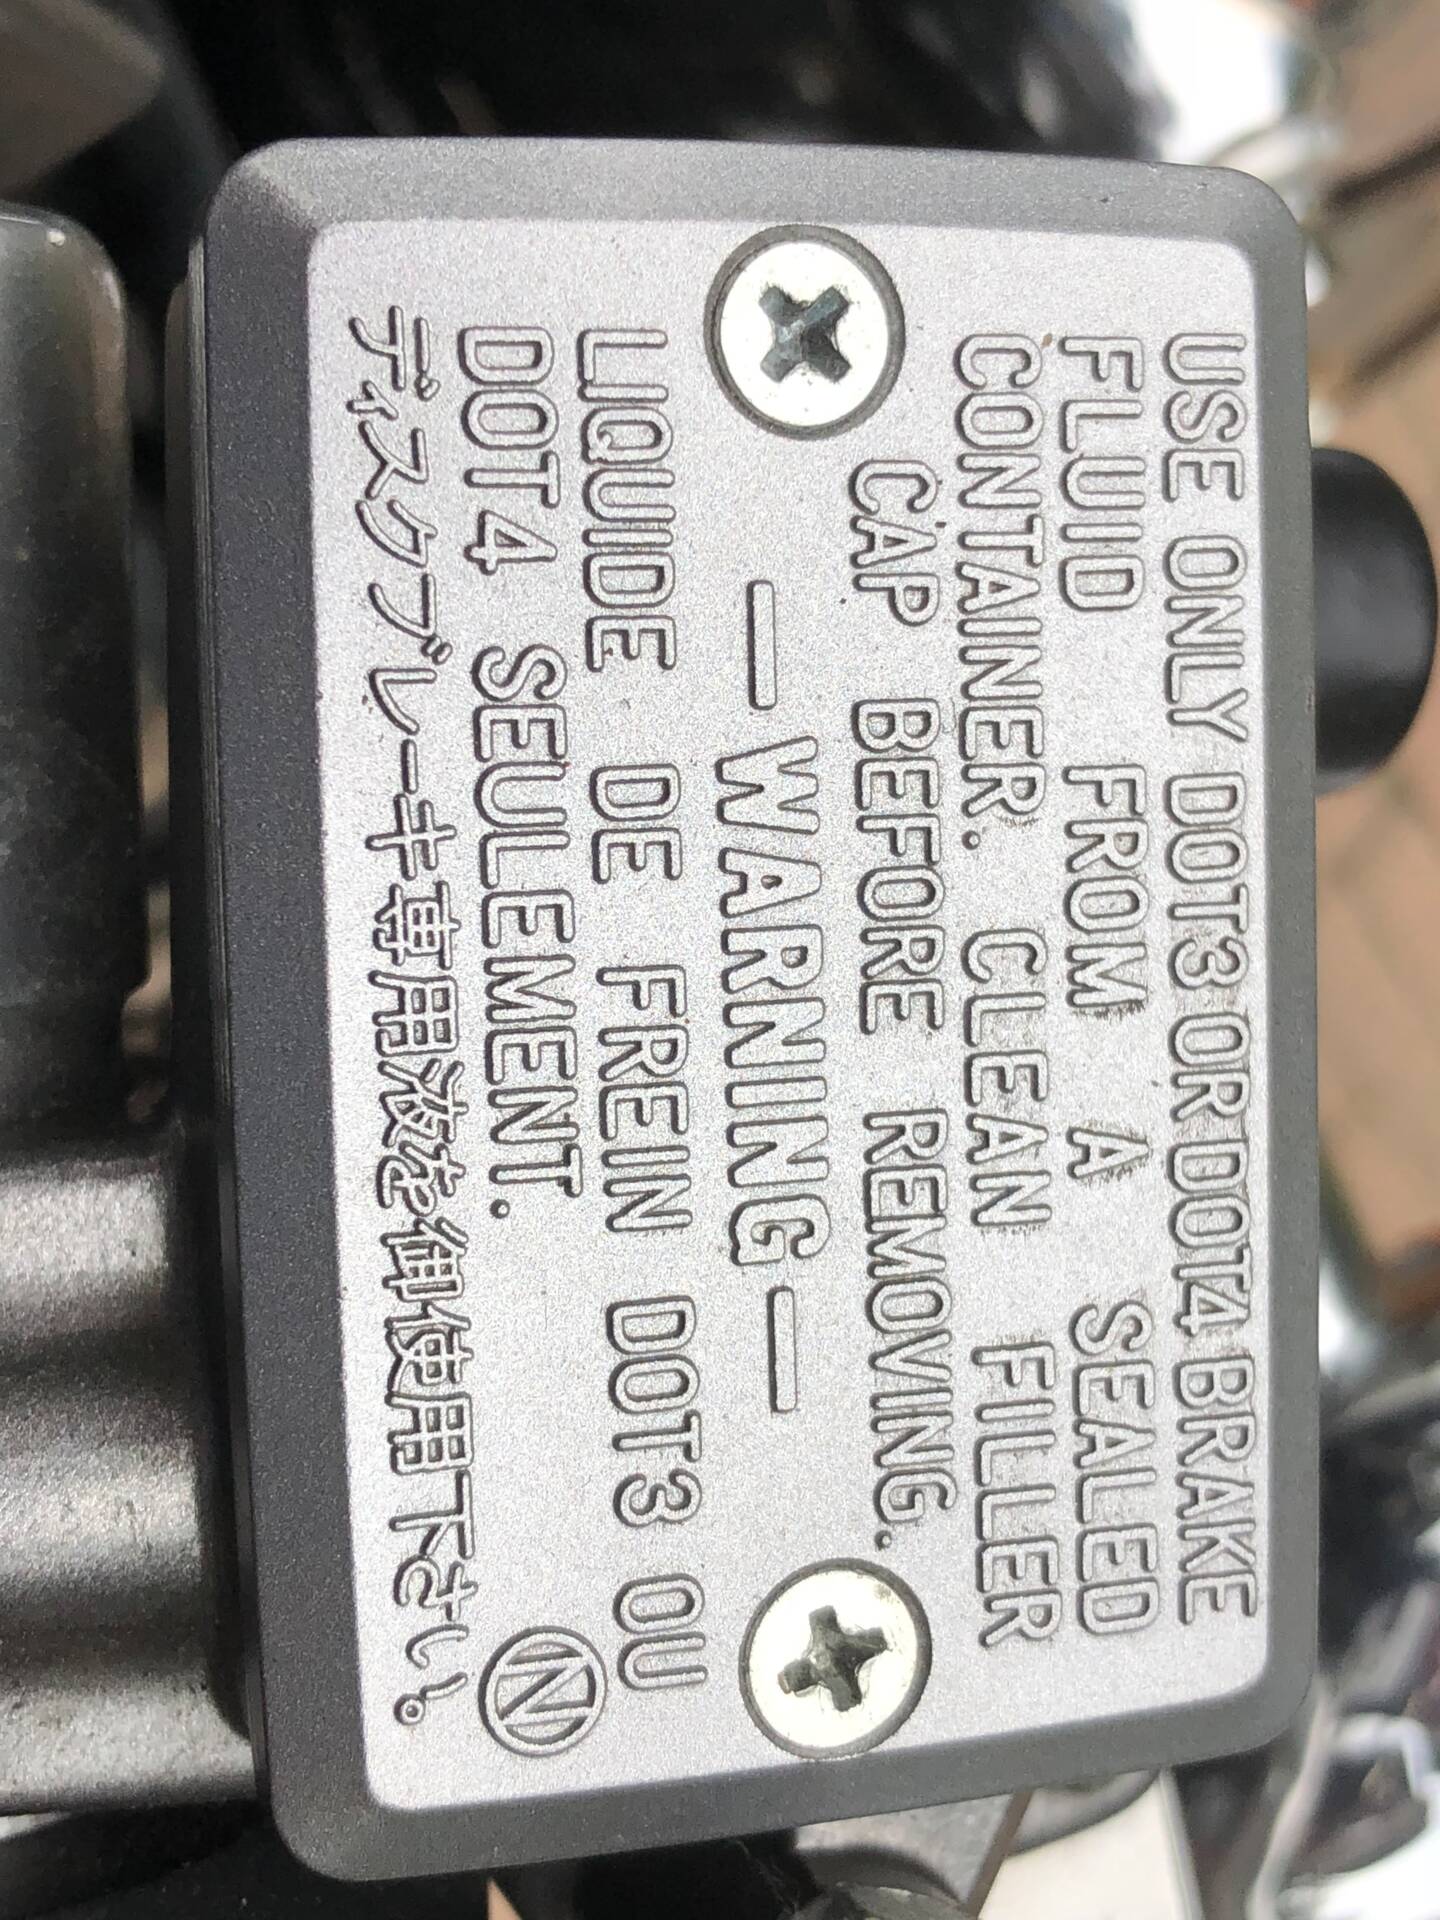 USE ONLY DOT3 OR DOT4 BRAKE
FLUID FROM A SEALED
CONTAINER. CLEAN FILLER
CAP BEFORE REMOVING.
— WARNING —
LIQUIDE DE FREIN DOT3 OU
DOT4 SEULEMENT.
N
ディスクブレーキ専用液を御使用下さい。